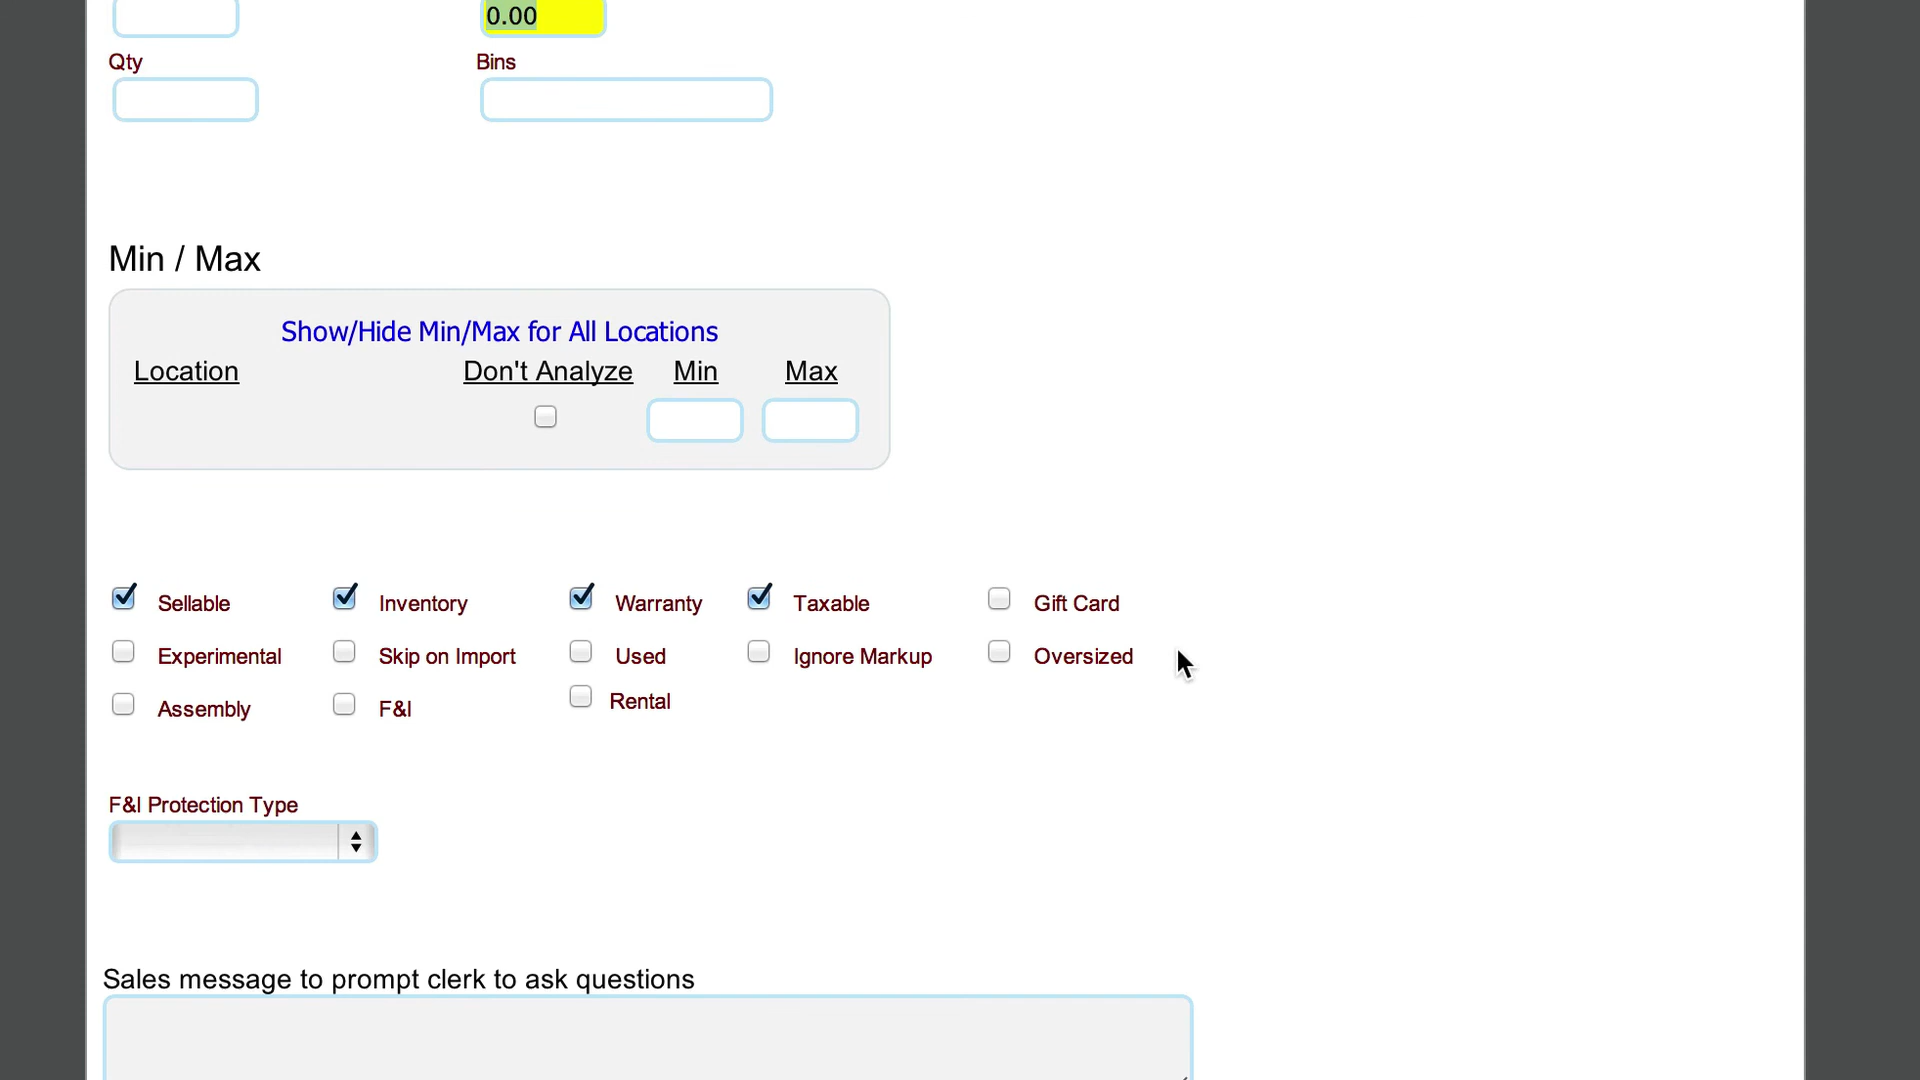 0.00
Qty Bins
Min / Max
Show/Hide Min/Max for All Locations
Location Don't Analyze Min Max
Sellable Inventory Warranty Taxable Gift Card
Experimental Skip on Import Used Ignore Markup Oversized
Assembly F&I Rental
F&I Protection Type
Sales message to prompt clerk to ask questions